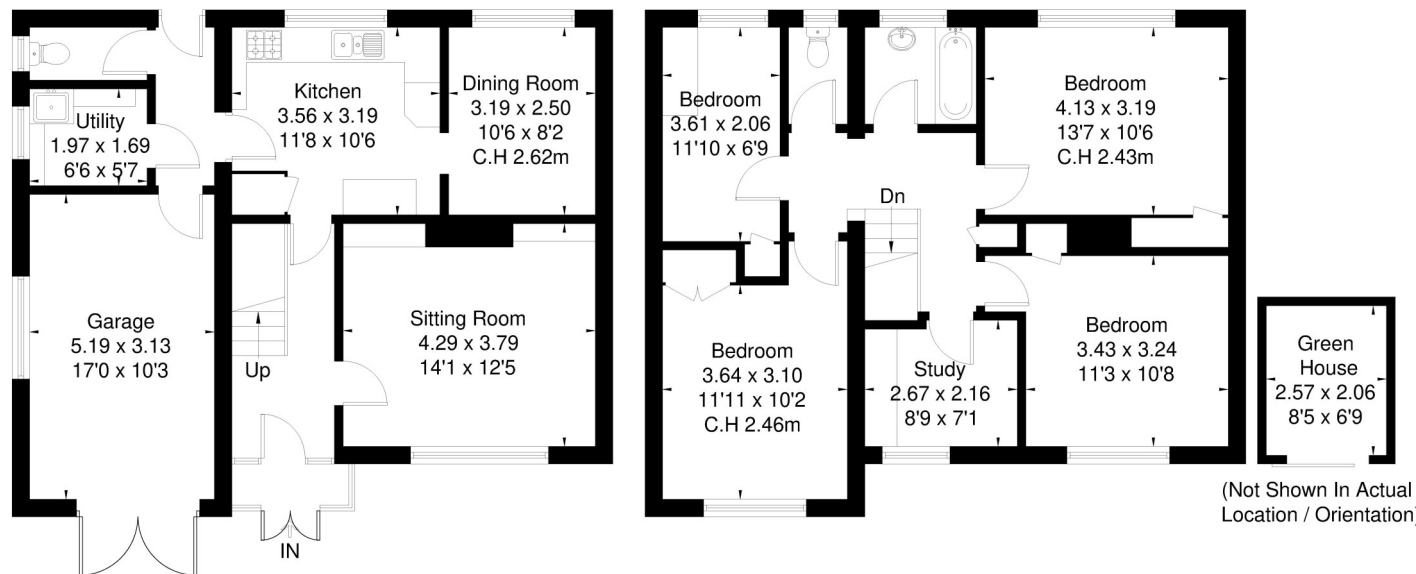 Utility
1.97 x 1.69
6'6 x 5'7
Kitchen
3.56 x 3.19
11'8 x 10'6
Dining Room
3.19 x 2.50
10'6 x 8'2
C.H 2.62m
Garage
5.19 x 3.13
17'0 x 10'3
Up
Sitting Room
4.29 x 3.79
14'1 x 12'5
IN
Bedroom
3.61 x 2.06
11'10 x 6'9
Bedroom
4.13 x 3.19
13'7 x 10'6
C.H 2.43m
Dn
Bedroom
3.64 x 3.10
11'11 x 10'2
C.H 2.46m
Study
2.67 x 2.16
8'9 x 7'1
Bedroom
3.43 x 3.24
11'3 x 10'8
Green
House
2.57 x 2.06
8'5 x 6'9
(Not Shown In Actual
Location / Orientation)